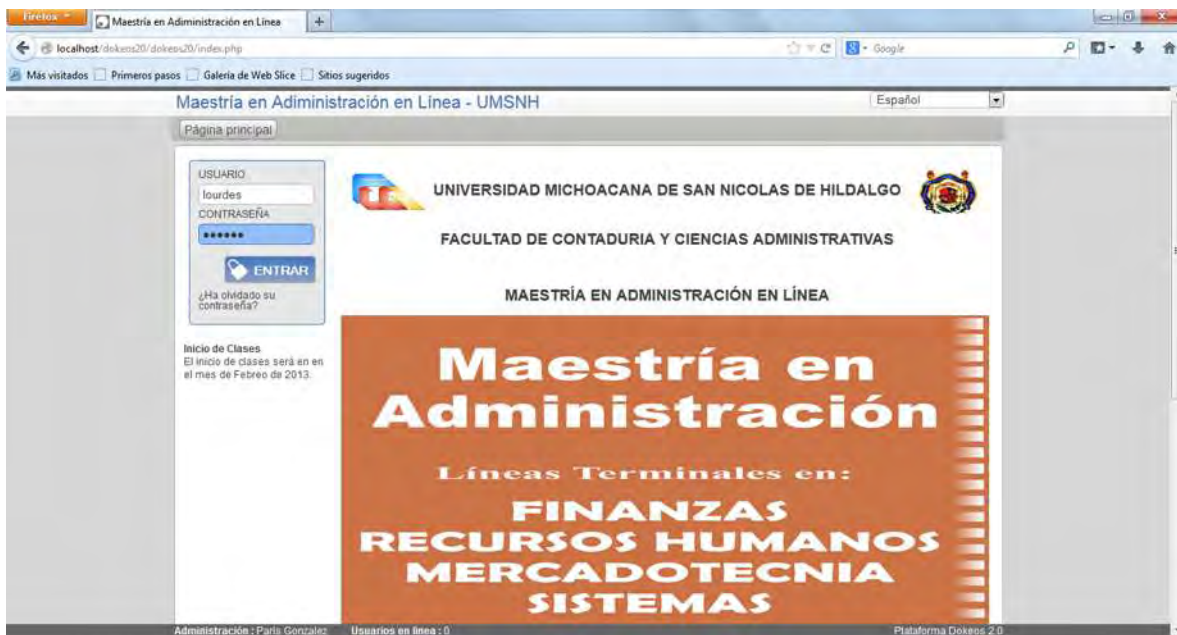 Firefox
Maestría en Adiministración en Línea
localhost/dokeos20/dokeos20/index.php
Google
Más visitados Primeros pasos Galería de Web Slice Sitios sugeridos
Maestría en Adiministración en Línea - UMSNH
Español
Página principal
USUARIO
lourdes
CONTRASEÑA
ENTRAR
¿Ha olvidado su
contraseña?
Inicio de Clases
El inicio de clases será en en
el mes de Febreo de 2013.
UNIVERSIDAD MICHOACANA DE SAN NICOLAS DE HILDALGO
FACULTAD DE CONTADURIA Y CIENCIAS ADMINISTRATIVAS
MAESTRÍA EN ADMINISTRACIÓN EN LÍNEA
Maestría en
Administración
Líneas Terminales en:
FINANZAS
RECURSOS HUMANOS
MERCADOTECNIA
SISTEMAS
Administración : Paris Gonzalez Usuarios en línea : 0 Plataforma Dokeos 2.0